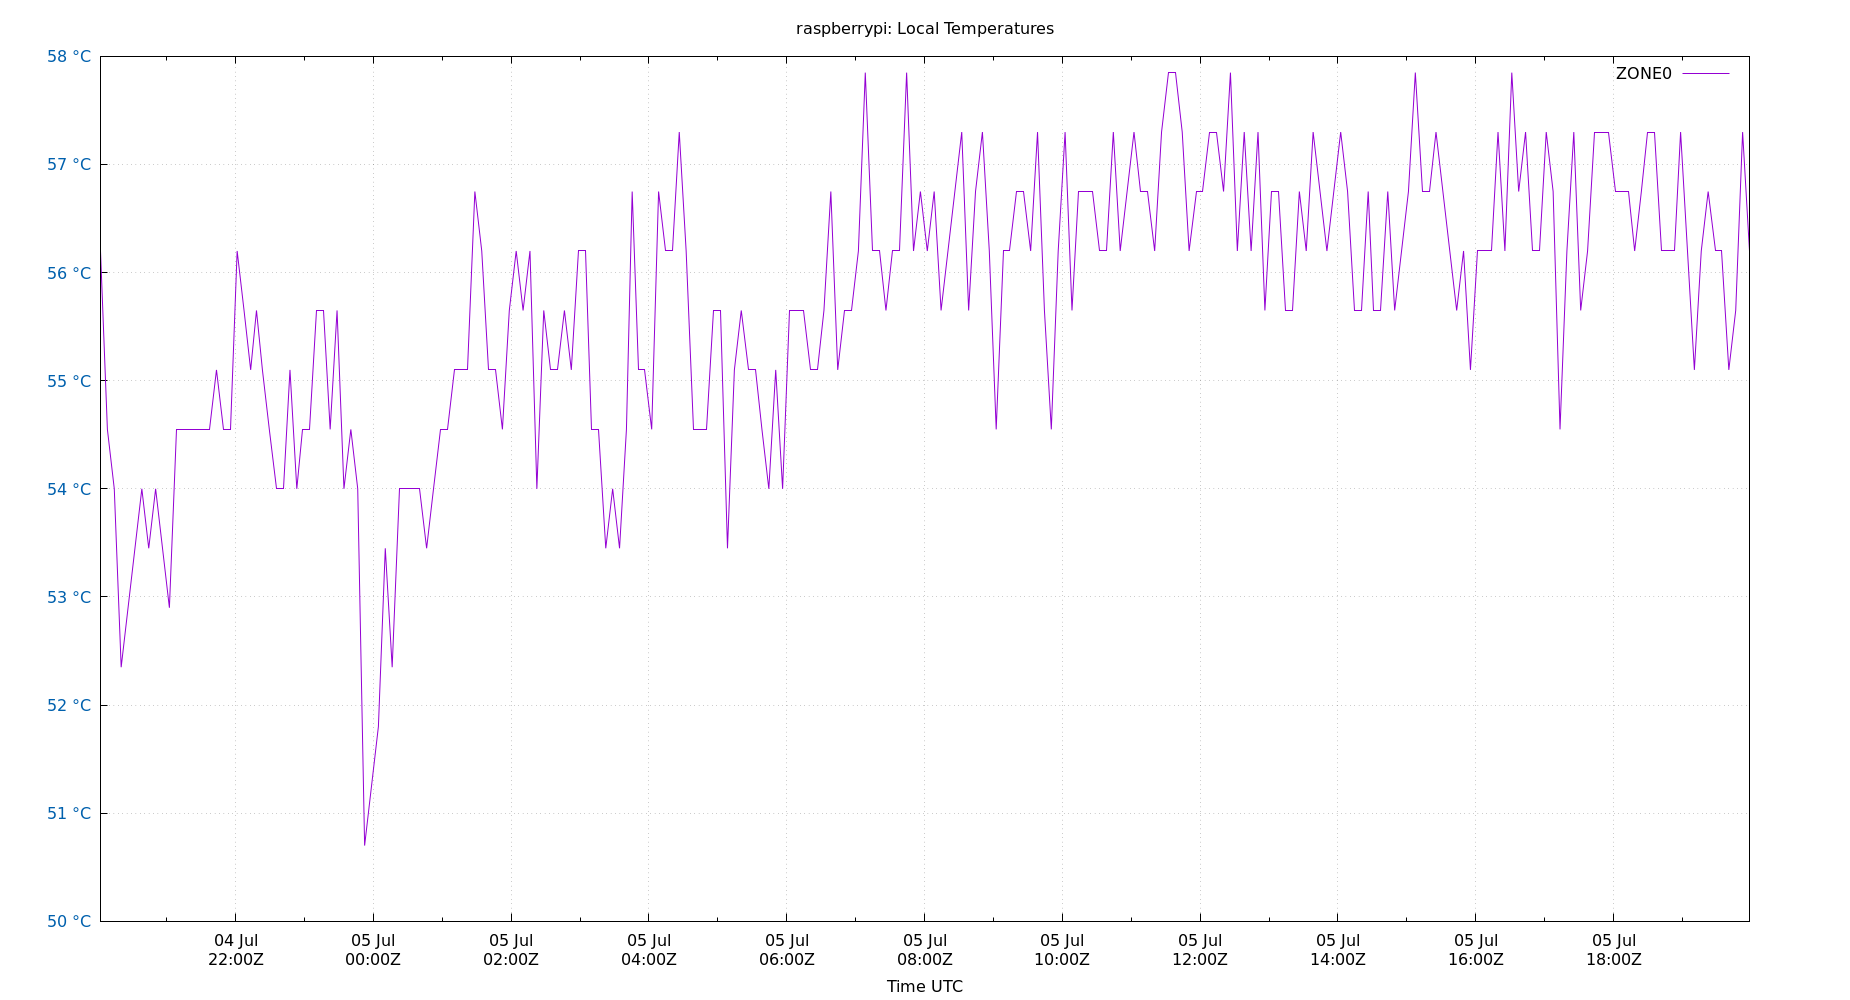 raspberrypi: Local Temperatures
58 °C
ZONE0
57 °C
56 °C
55 °C
54 °C
53 °C
52 °C
51 °C
50 °C
04 Jul 05 Jul 05 Jul 05 Jul 05 Jul 05 Jul 05 Jul 05 Jul 05 Jul 05 Jul 05 Jul
22:00Z 00:00Z 02:00Z 04:00Z 06:00Z 08:00Z 10:00Z 12:00Z 14:00Z 16:00Z 18:00Z
Time UTC